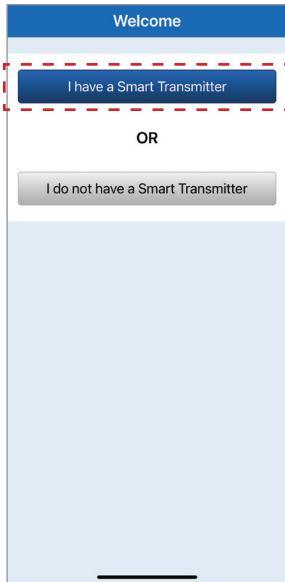 Welcome
I have a Smart Transmitter
OR
I do not have a Smart Transmitter